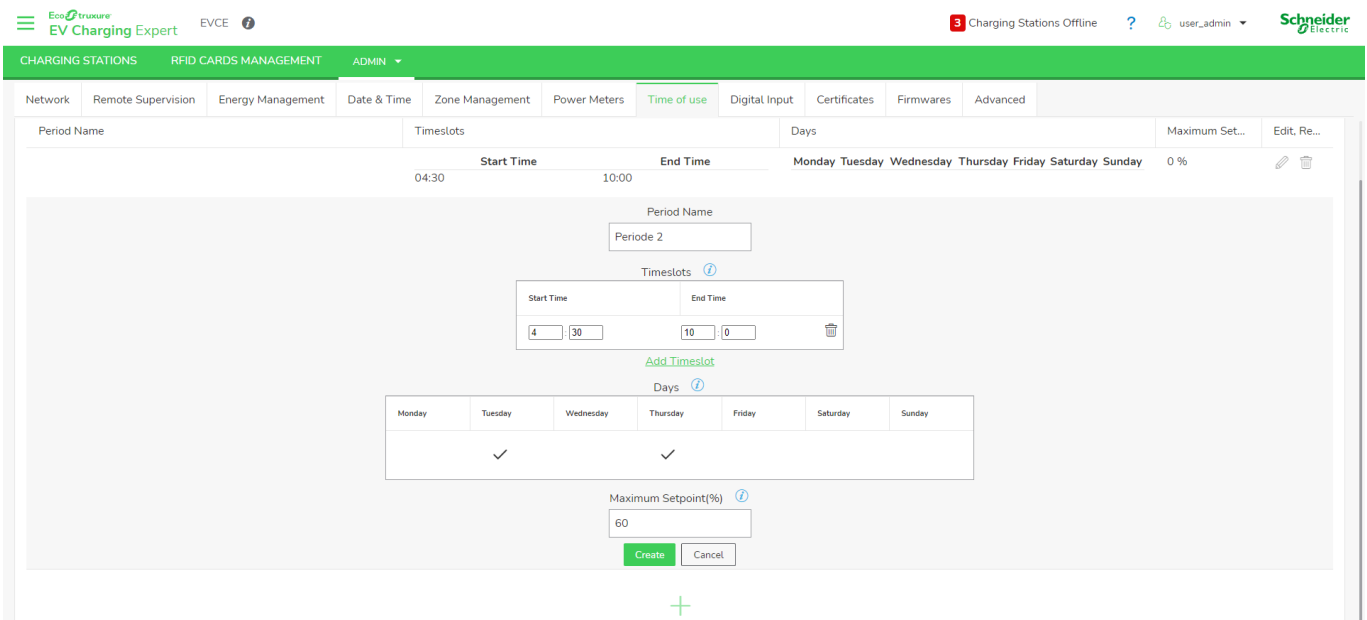 EcoStruxure
EV Charging Expert
EVCE i
3 Charging Stations Offline
?
user_admin
Schneider
Electric
CHARGING STATIONS RFID CARDS MANAGEMENT ADMIN
Network Remote Supervision Energy Management Date & Time Zone Management Power Meters Time of use Digital Input Certificates Firmwares Advanced
Period Name Timeslots Days Maximum Set... Edit, Re...
Start Time End Time Monday Tuesday Wednesday Thursday Friday Saturday Sunday 0 %
04:30 10:00
Period Name
Periode 2
Timeslots i
Start Time End Time
4 : 30 10 : 0
Add Timeslot
Days i
Monday Tuesday Wednesday Thursday Friday Saturday Sunday
Maximum Setpoint(%) i
60
Create Cancel